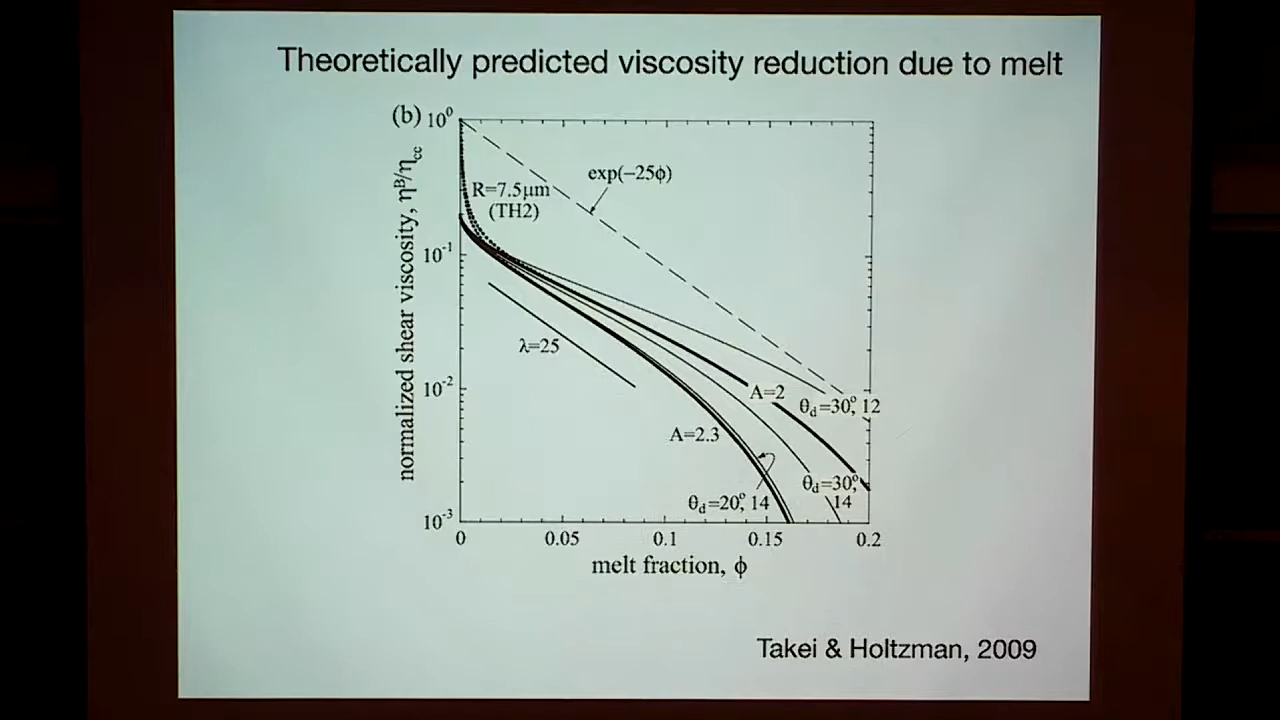 Theoretically predicted viscosity reduction due to melt
(b)
10⁰
10⁻¹
10⁻²
10⁻³
normalized shear viscosity, ηᴮ/η_cc
exp(−25ϕ)
R=7.5μm
(TH2)
λ=25
A=2
θ_d=30°, 12
A=2.3
θ_d=30°,
14
θ_d=20°, 14
0 0.05 0.1 0.15 0.2
melt fraction, ϕ
Takei & Holtzman, 2009